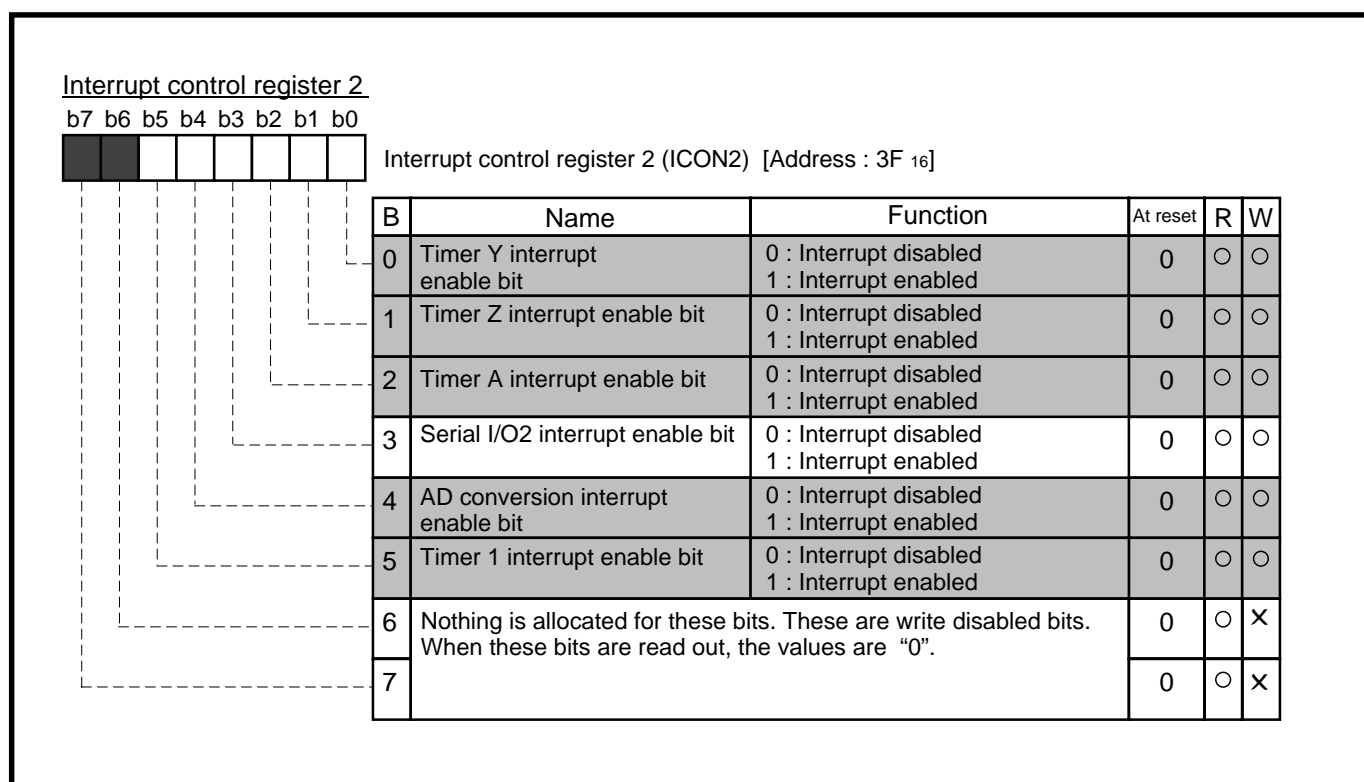 Interrupt control register 2
b7 b6 b5 b4 b3 b2 b1 b0
Interrupt control register 2 (ICON2) [Address : 3F 16]
B Name Function At reset R W
0 Timer Y interrupt enable bit 0 : Interrupt disabled 0 ○ ○
1 : Interrupt enabled
1 Timer Z interrupt enable bit 0 : Interrupt disabled 0 ○ ○
1 : Interrupt enabled
2 Timer A interrupt enable bit 0 : Interrupt disabled 0 ○ ○
1 : Interrupt enabled
3 Serial I/O2 interrupt enable bit 0 : Interrupt disabled 0 ○ ○
1 : Interrupt enabled
4 AD conversion interrupt enable bit 0 : Interrupt disabled 0 ○ ○
1 : Interrupt enabled
5 Timer 1 interrupt enable bit 0 : Interrupt disabled 0 ○ ○
1 : Interrupt enabled
6 Nothing is allocated for these bits. These are write disabled bits. 0 ○ ×
When these bits are read out, the values are “0”.
7 0 ○ ×